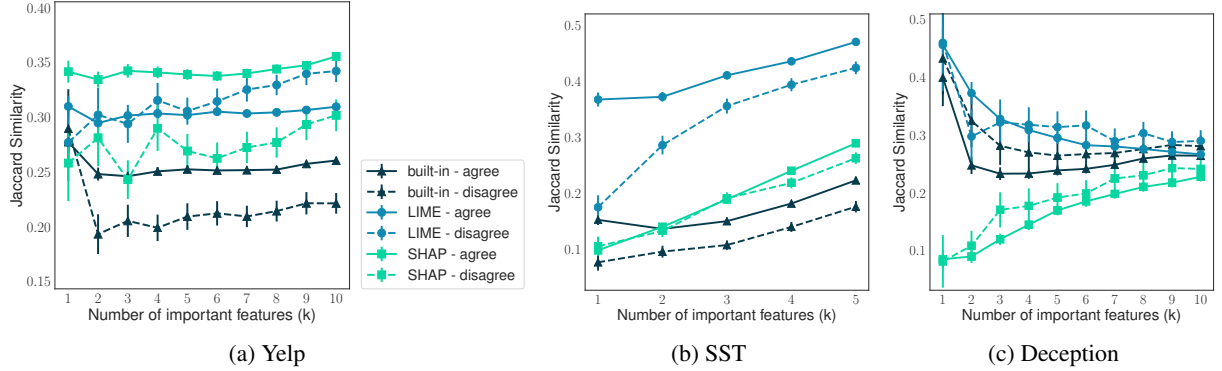 0.40
0.35
0.30
0.25
0.20
0.15
Jaccard Similarity
1 2 3 4 5 6 7 8 9 10
Number of important features (k)
(a) Yelp
built-in - agree
built-in - disagree
LIME - agree
LIME - disagree
SHAP - agree
SHAP - disagree
0.5
0.4
0.3
0.2
0.1
Jaccard Similarity
1 2 3 4 5
Number of important features (k)
(b) SST
0.5
0.4
0.3
0.2
0.1
Jaccard Similarity
1 2 3 4 5 6 7 8 9 10
Number of important features (k)
(c) Deception